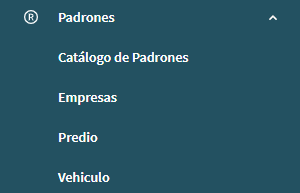 ® Padrones
Catálogo de Padrones
Empresas
Predio
Vehiculo